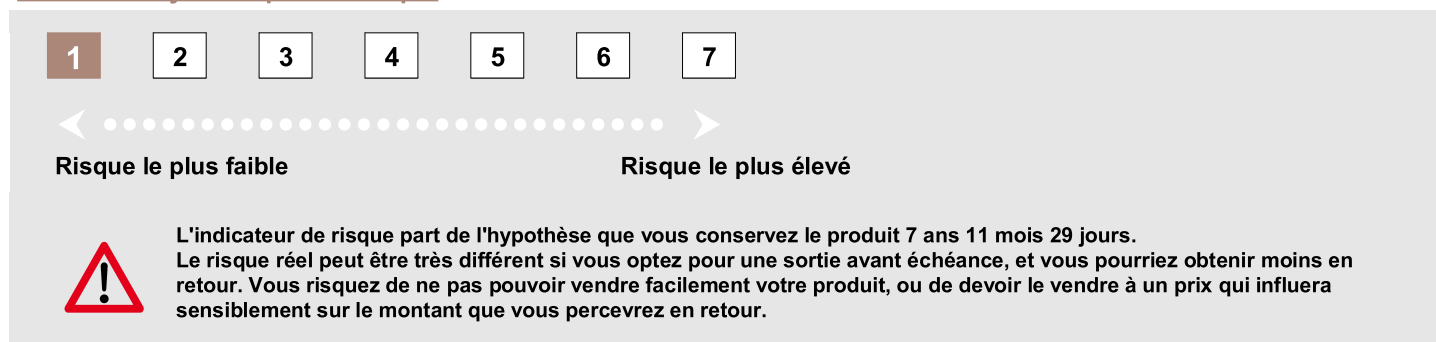 1 2 3 4 5 6 7
Risque le plus faible Risque le plus élevé
L'indicateur de risque part de l'hypothèse que vous conservez le produit 7 ans 11 mois 29 jours.
Le risque réel peut être très différent si vous optez pour une sortie avant échéance, et vous pourriez obtenir moins en
retour. Vous risquez de ne pas pouvoir vendre facilement votre produit, ou de devoir le vendre à un prix qui influera
sensiblement sur le montant que vous percevrez en retour.